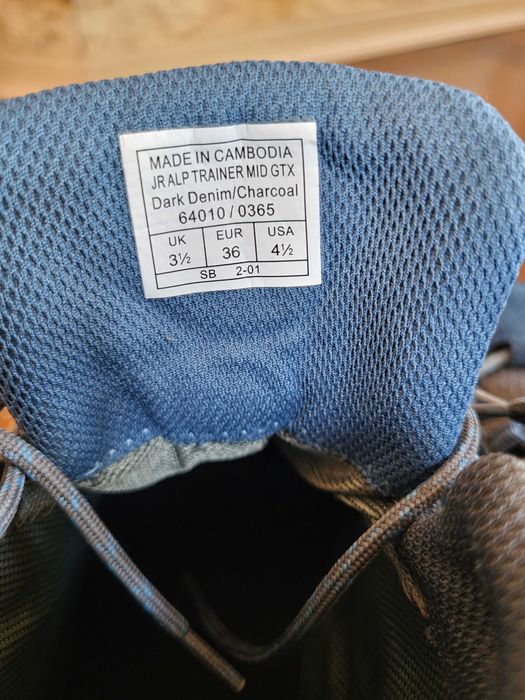 MADE IN CAMBODIA
JR ALP TRAINER MID GTX
Dark Denim/Charcoal
64010 / 0365
UK EUR USA
3½ 36 4½
SB 2-01